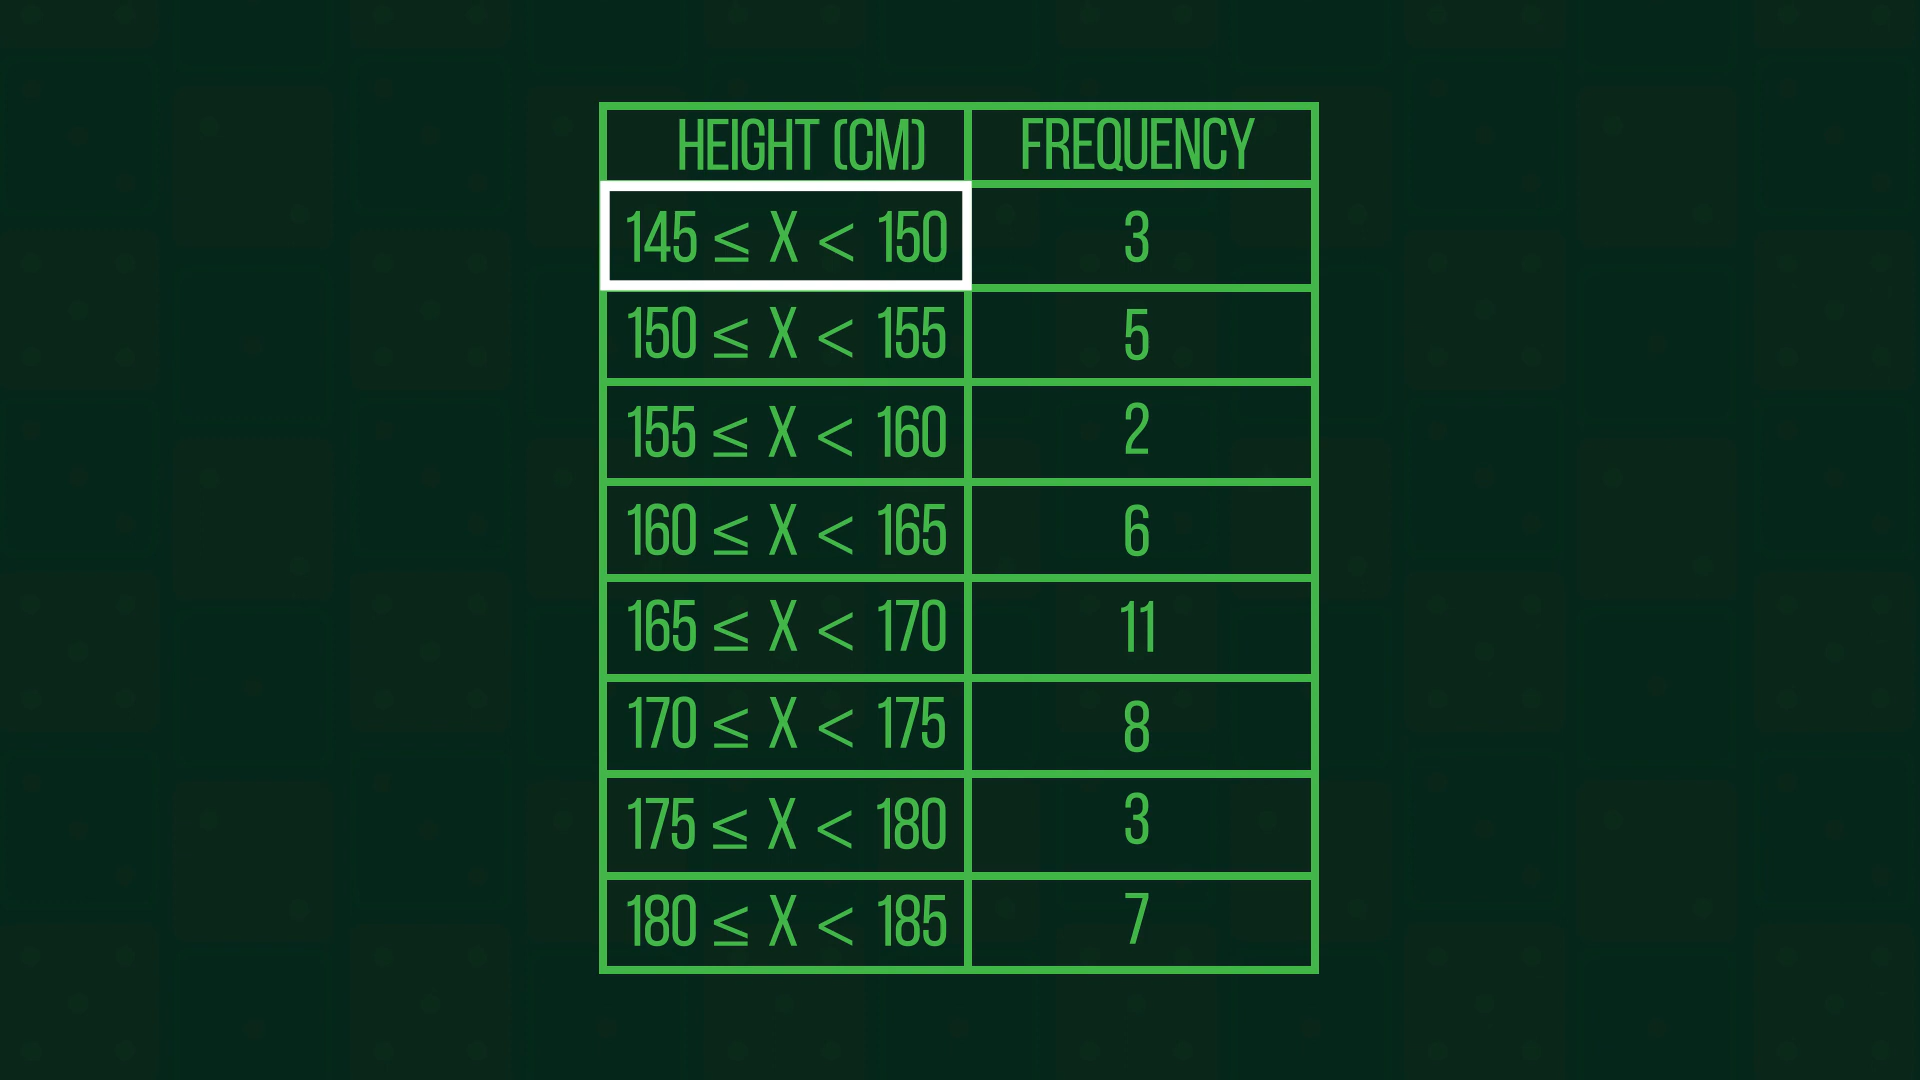 HEIGHT (CM) FREQUENCY
145 ≤ X < 150 3
150 ≤ X < 155 5
155 ≤ X < 160 2
160 ≤ X < 165 6
165 ≤ X < 170 11
170 ≤ X < 175 8
175 ≤ X < 180 3
180 ≤ X < 185 7